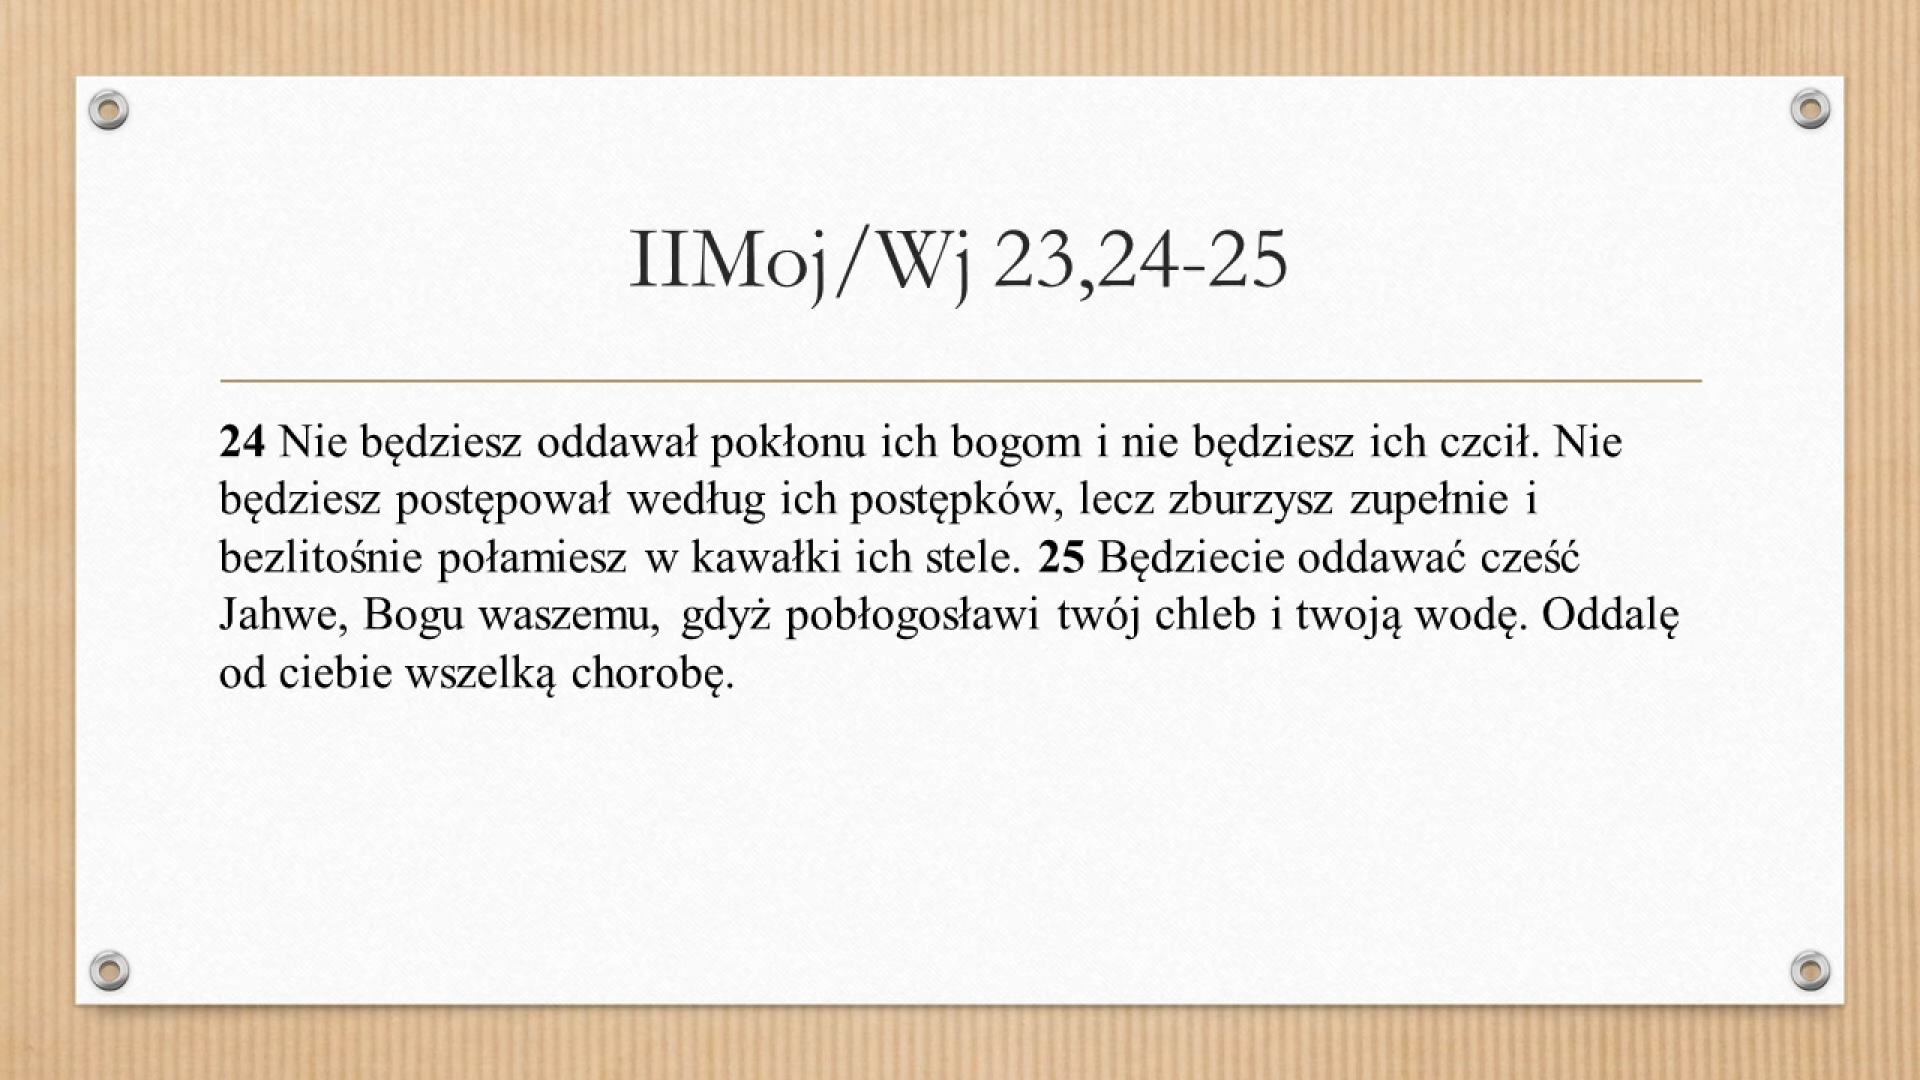 IIMoj/Wj 23,24-25
24 Nie będziesz oddawał pokłonu ich bogom i nie będziesz ich czcił. Nie
będziesz postępował według ich postępków, lecz zburzysz zupełnie i
bezlitośnie połamiesz w kawałki ich stele. 25 Będziecie oddawać cześć
Jahwe, Bogu waszemu, gdyż pobłogosławi twój chleb i twoją wodę. Oddalę
od ciebie wszelką chorobę.